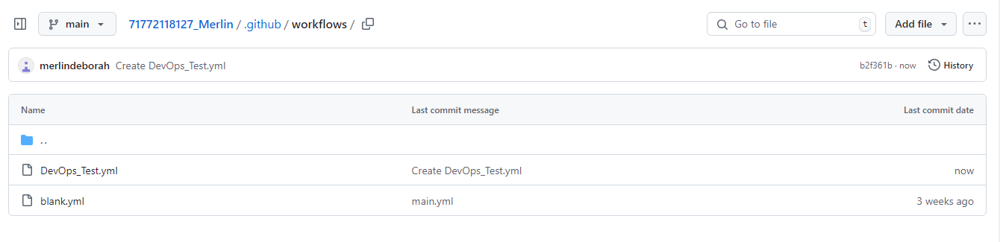 main 71772118127_Merlin / .github / workflows / Go to file t Add file ...
merlindeborah Create DevOps_Test.yml b2f361b · now History
Name Last commit message Last commit date
..
DevOps_Test.yml Create DevOps_Test.yml now
blank.yml main.yml 3 weeks ago